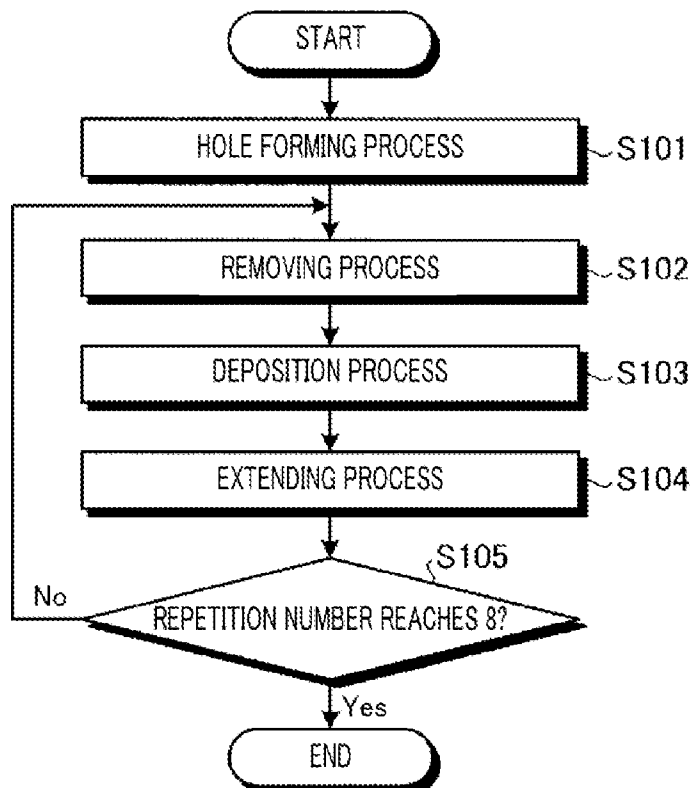 START
HOLE FORMING PROCESS
S101
REMOVING PROCESS
S102
DEPOSITION PROCESS
S103
EXTENDING PROCESS
S104
S105
No
REPETITION NUMBER REACHES 8?
Yes
END